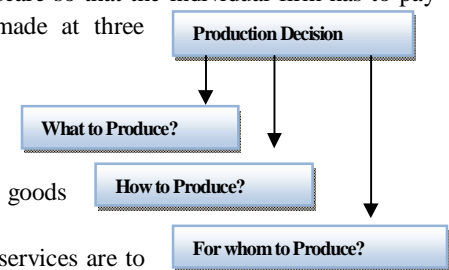 so that the individual firm has to pay
made at three
Production Decision
What to Produce?
goods
How to Produce?
services are to
For whom to Produce?